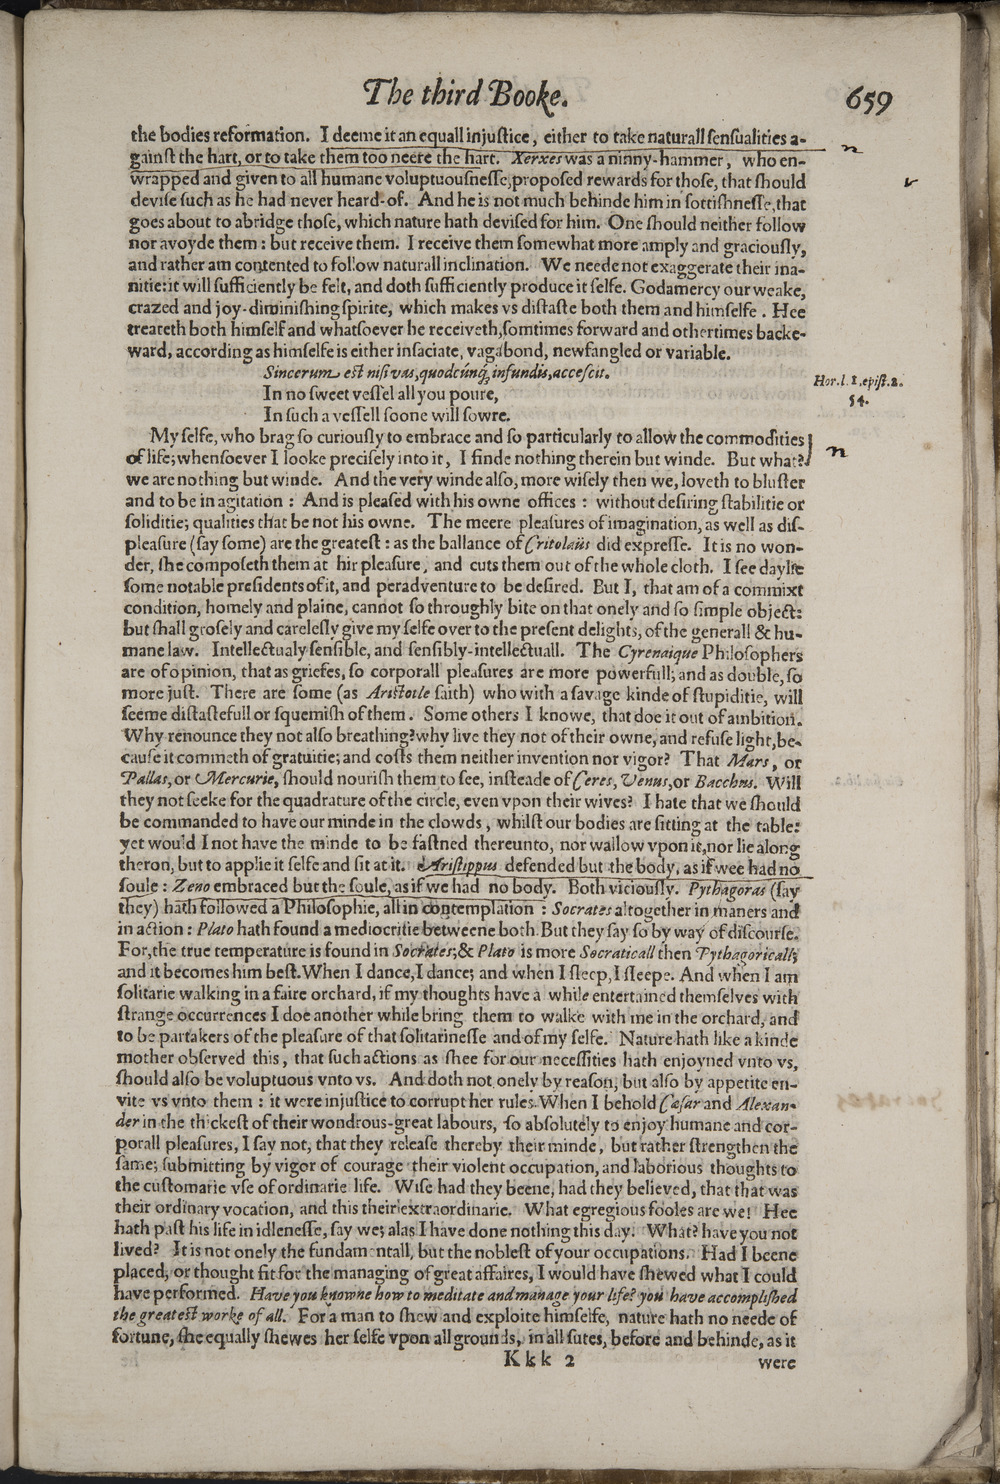 The third Booke.
659
the bodies reformation. I deeme it an equall injuſtice, either to take naturall ſenſualities a-
gainſt the hart, or to take them too neere the hart. Xerxes was a ninny-hammer, who en-
wrapped and given to all humane voluptuouſneſſe, propoſed rewards for thoſe, that ſhould
deviſe ſuch as he had never heard-of. And he is not much behinde him in ſottiſhneſſe, that
goes about to abridge thoſe, which nature hath deviſed for him. One ſhould neither follow
nor avoyde them: but receive them. I receive them ſomewhat more amply and graciouſly,
and rather am contented to follow naturall inclination. We neede not exaggerate their ina-
nitie: it will ſufficiently be felt, and doth ſufficiently produce it ſelfe. Godamercy our weake,
crazed and joy-diminiſhing ſpirite, which makes vs diſtaſte both them and himſelfe. Hee
treateth both himſelf and whatſoever he receiveth, ſomtimes forward and othertimes backe-
ward, according as himſelfe is either inſaciate, vagabond, newfangled or variable.
Sincerum eſt niſi vas, quodcúnq; infundis, acceſcit.
Hor. l. 1. epiſt. 2.
54.
In no ſweet veſſel all you poure,
In ſuch a veſſell ſoone will ſowre.
My ſelfe, who brag ſo curiouſly to embrace and ſo particularly to allow the commodities
of life; whenſoever I looke preciſely into it, I finde nothing therein but winde. But what?
n
we are nothing but winde. And the very winde alſo, more wiſely then we, loveth to bluſter
and to be in agitation: And is pleaſed with his owne offices: without deſiring ſtabilitie or
ſoliditie; qualities that be not his owne. The meere pleaſures of imagination, as well as diſ-
pleaſure (ſay ſome) are the greateſt: as the ballance of Critolaüs did expreſſe. It is no won-
der, ſhe compoſeth them at hir pleaſure, and cuts them out of the whole cloth. I ſee daylie
ſome notable preſidents of it, and peradventure to be deſired. But I, that am of a commixt
condition, homely and plaine, cannot ſo throughly bite on that onely and ſo ſimple object:
but ſhall groſely and careleſly give my ſelfe over to the preſent delights, of the generall & hu-
mane law. Intellectualy ſenſible, and ſenſibly-intellectuall. The Cyrenaique Philoſophers
are of opinion, that as griefes, ſo corporall pleaſures are more powerfull; and as double, ſo
more juſt. There are ſome (as Ariſtotle ſaith) who with a ſavage kinde of ſtupiditie, will
ſeeme diſtaſtefull or ſquemiſh of them. Some others I knowe, that doe it out of ambition.
Why renounce they not alſo breathing? why live they not of their owne, and refuſe light, be-
cauſe it commeth of gratuitie; and coſts them neither invention nor vigor? That Mars, or
Pallas, or Mercurie, ſhould nouriſh them to ſee, inſteade of Ceres, Venus, or Bacchus. Will
they not ſeeke for the quadrature of the circle, even vpon their wives? I hate that we ſhould
be commanded to have our minde in the clowds, whilſt our bodies are ſitting at the table:
yet would I not have the minde to be faſtned thereunto, nor wallow vpon it, nor lie along
theron, but to applie it ſelfe and ſit at it. Ariſtippus defended but the body, as if wee had no
ſoule: Zeno embraced but the ſoule, as if we had no body. Both viciouſly. Pythagoras (ſay
they) hath followed a Philoſophie, all in contemplation: Socrates altogether in maners and
in action: Plato hath found a mediocritie betweene both. But they ſay ſo by way of diſcourſe.
For, the true temperature is found in Socrates; & Plato is more Socraticall then Pythagoricall;
and it becomes him beſt. When I dance, I dance; and when I ſleep, I ſleepe. And when I am
ſolitarie walking in a faire orchard, if my thoughts have a while entertained themſelves with
ſtrange occurrences I doe another while bring them to walke with me in the orchard, and
to be partakers of the pleaſure of that ſolitarineſſe and of my ſelfe. Nature hath like a kinde
mother obſerved this, that ſuch actions as ſhee for our neceſſities hath enjoyned vnto vs,
ſhould alſo be voluptuous vnto vs. And doth not onely by reaſon, but alſo by appetite en-
vite vs vnto them: it were injuſtice to corrupt her rules. When I behold Cæſar and Alexan-
der in the thickeſt of their wondrous-great labours, ſo abſolutely to enjoy humane and cor-
porall pleaſures, I ſay not, that they releaſe thereby their minde, but rather ſtrengthen the
ſame; ſubmitting by vigor of courage their violent occupation, and laborious thoughts to
the cuſtomarie vſe of ordinarie life. Wiſe had they beene, had they believed, that that was
their ordinary vocation, and this their extraordinarie. What egregious fooles are we! Hee
hath paſt his life in idleneſſe, ſay we; alas I have done nothing this day. What? have you not
lived? It is not onely the fundamentall, but the nobleſt of your occupations. Had I beene
placed, or thought fit for the managing of great affaires, I would have ſhewed what I could
have performed. Have you knowne how to meditate and manage your life? you have accompliſhed
the greateſt worke of all. For a man to ſhew and exploite himſelfe, nature hath no neede of
fortune, ſhe equally ſhewes her ſelfe vpon all grounds, in all ſutes, before and behinde, as it
Kkk 2
were